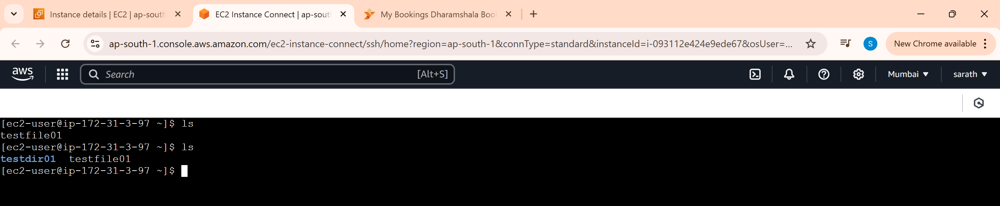 Instance details | EC2 | ap-south
EC2 Instance Connect | ap-sout
My Bookings Dharamshala Boo
ap-south-1.console.aws.amazon.com/ec2-instance-connect/ssh/home?region=ap-south-1&connType=standard&instanceId=i-093112e424e9ede67&osUser=...
S
New Chrome available
aws
Search
[Alt+S]
Mumbai
sarath
[ec2-user@ip-172-31-3-97 ~]$ ls
testfile01
[ec2-user@ip-172-31-3-97 ~]$ ls
testdir01  testfile01
[ec2-user@ip-172-31-3-97 ~]$